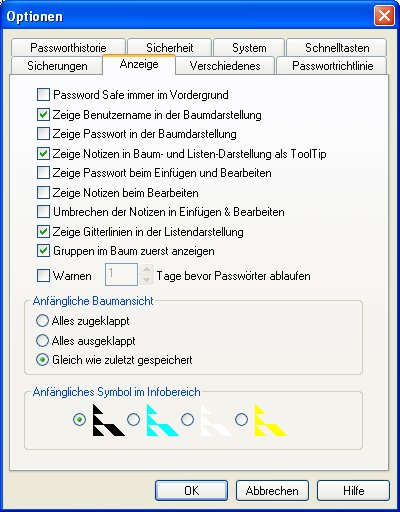 Optionen
Passworthistorie
Sicherheit
System
Schnelltasten
Sicherungen
Anzeige
Verschiedenes
Passwortrichtlinie
Password Safe immer im Vordergrund
Zeige Benutzername in der Baumdarstellung
Zeige Passwort in der Baumdarstellung
Zeige Notizen in Baum- und Listen-Darstellung als ToolTip
Zeige Passwort beim Einfügen und Bearbeiten
Zeige Notizen beim Bearbeiten
Umbrechen der Notizen in Einfügen & Bearbeiten
Zeige Gitterlinien in der Listendarstellung
Gruppen im Baum zuerst anzeigen
Warnen 1 Tage bevor Passwörter ablaufen
Anfängliche Baumansicht
Alles zugeklappt
Alles ausgeklappt
Gleich wie zuletzt gespeichert
Anfängliches Symbol im Infobereich
OK
Abbrechen
Hilfe